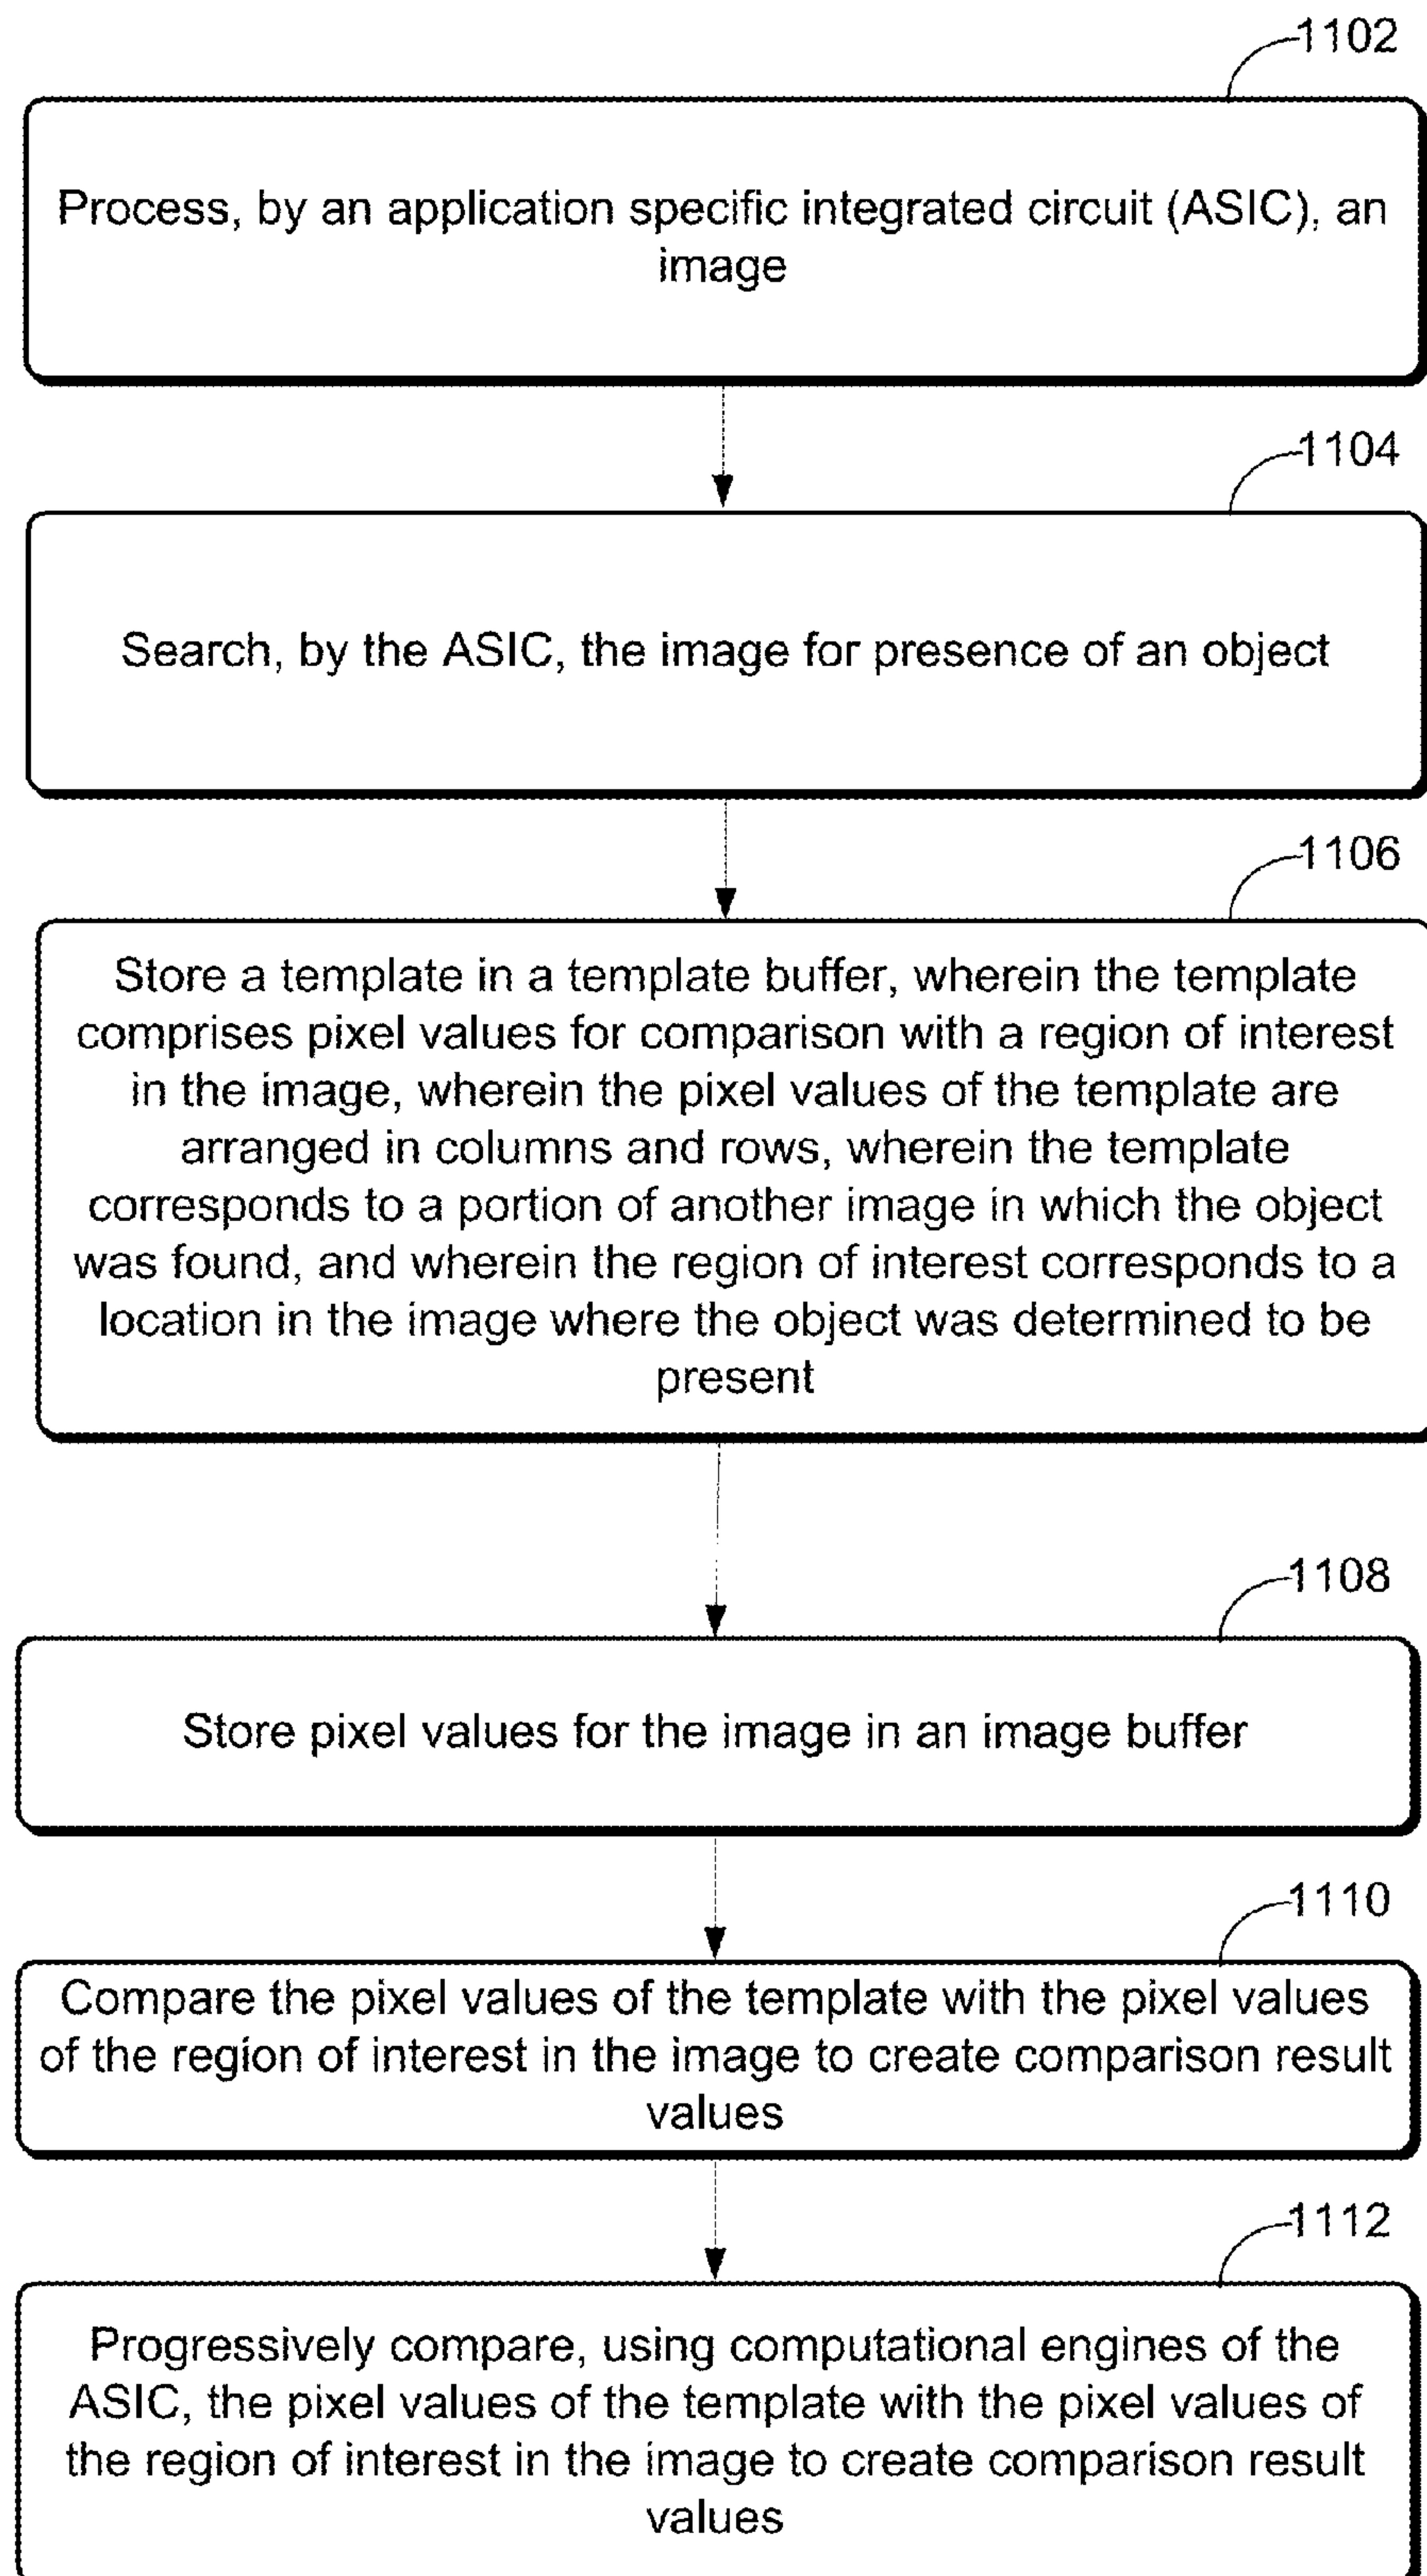 1102
Process, by an application specific integrated circuit (ASIC), an
image
1104
Search, by the ASIC, the image for presence of an object
1106
Store a template in a template buffer, wherein the template
comprises pixel values for comparison with a region of interest
in the image, wherein the pixel values of the template are
arranged in columns and rows, wherein the template
corresponds to a portion of another image in which the object
was found, and wherein the region of interest corresponds to a
location in the image where the object was determined to be
present
1108
Store pixel values for the image in an image buffer
1110
Compare the pixel values of the template with the pixel values
of the region of interest in the image to create comparison result
values
1112
Progressively compare, using computational engines of the
ASIC, the pixel values of the template with the pixel values of
the region of interest in the image to create comparison result
values